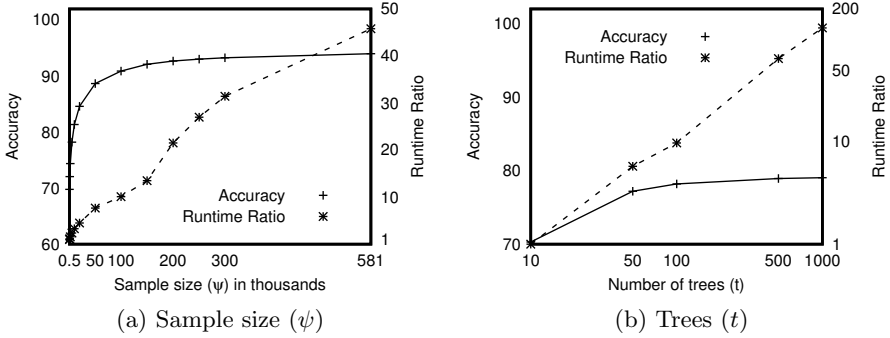 100
90
80
70
60
Accuracy
50
40
30
20
10
1
Runtime Ratio
Accuracy
Runtime Ratio
0.5 50 100 200 300 581
Sample size (ψ) in thousands
(a) Sample size (ψ)
100
90
80
70
Accuracy
200
50
10
1
Runtime Ratio
Accuracy
Runtime Ratio
10 50 100 500 1000
Number of trees (t)
(b) Trees (t)